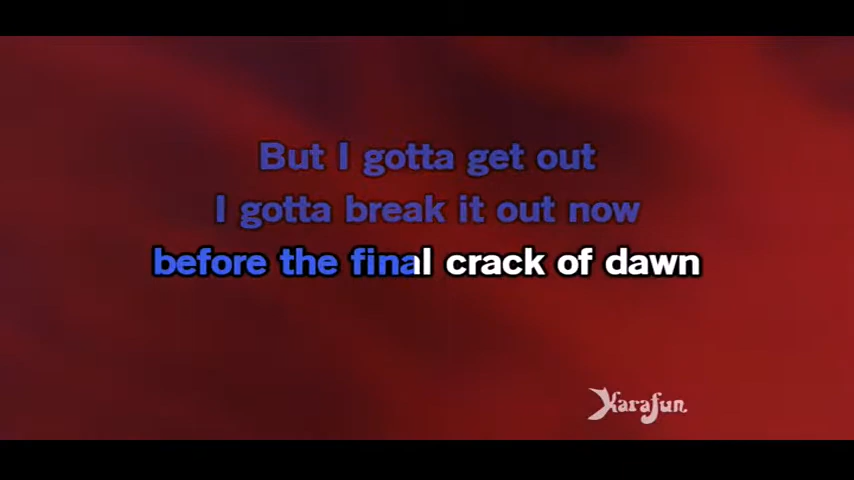 But I gotta get out
I gotta break it out now
before the final crack of dawn
Karafun